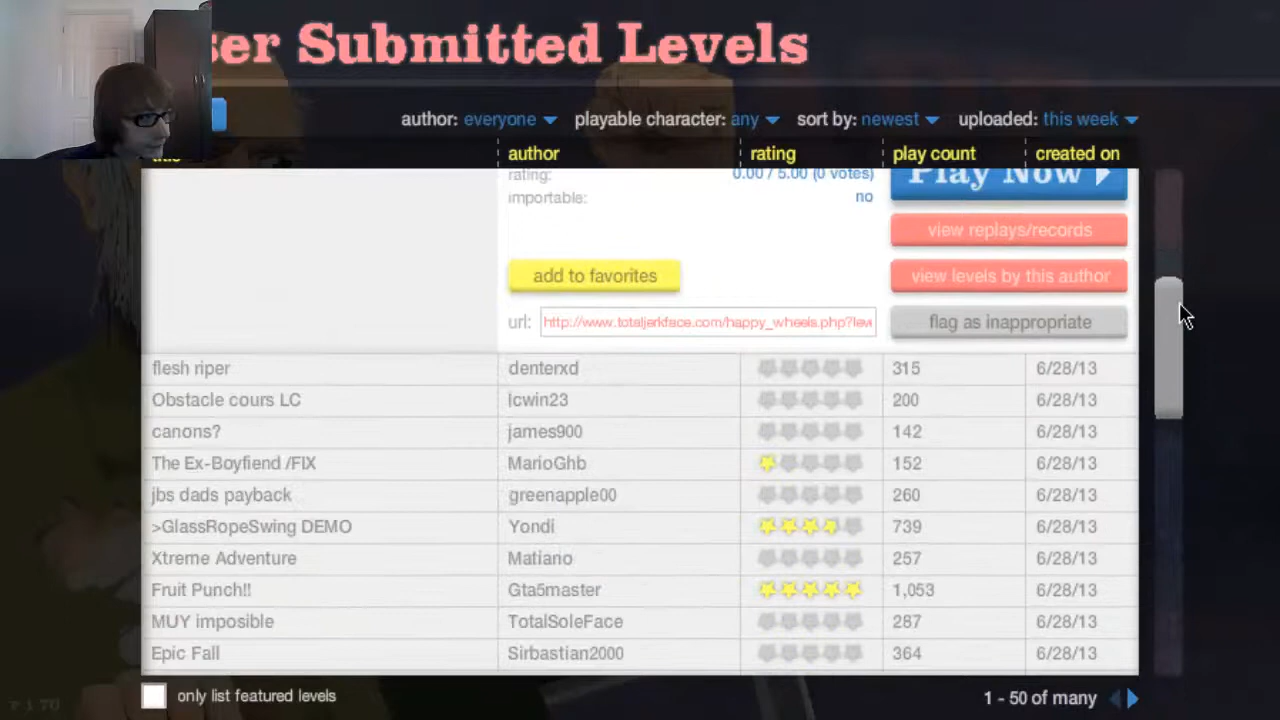 ser Submitted Levels
author: everyone playable character: any sort by: newest uploaded: this week
title author rating play count created on
rating: 0.00 / 5.00 (0 votes) Play Now
importable: no
view replays/records
add to favorites view levels by this author
url: http://www.totaljerkface.com/happy_wheels.php?lev flag as inappropriate
flesh riper denterxd 315 6/28/13
Obstacle cours LC lcwin23 200 6/28/13
canons? james900 142 6/28/13
The Ex-Boyfiend /FIX MarioGhb 152 6/28/13
jbs dads payback greenapple00 260 6/28/13
>GlassRopeSwing DEMO Yondi 739 6/28/13
Xtreme Adventure Matiano 257 6/28/13
Fruit Punch!! Gta5master 1,053 6/28/13
MUY imposible TotalSoleFace 287 6/28/13
Epic Fall Sirbastian2000 364 6/28/13
only list featured levels 1 - 50 of many
v 1.70